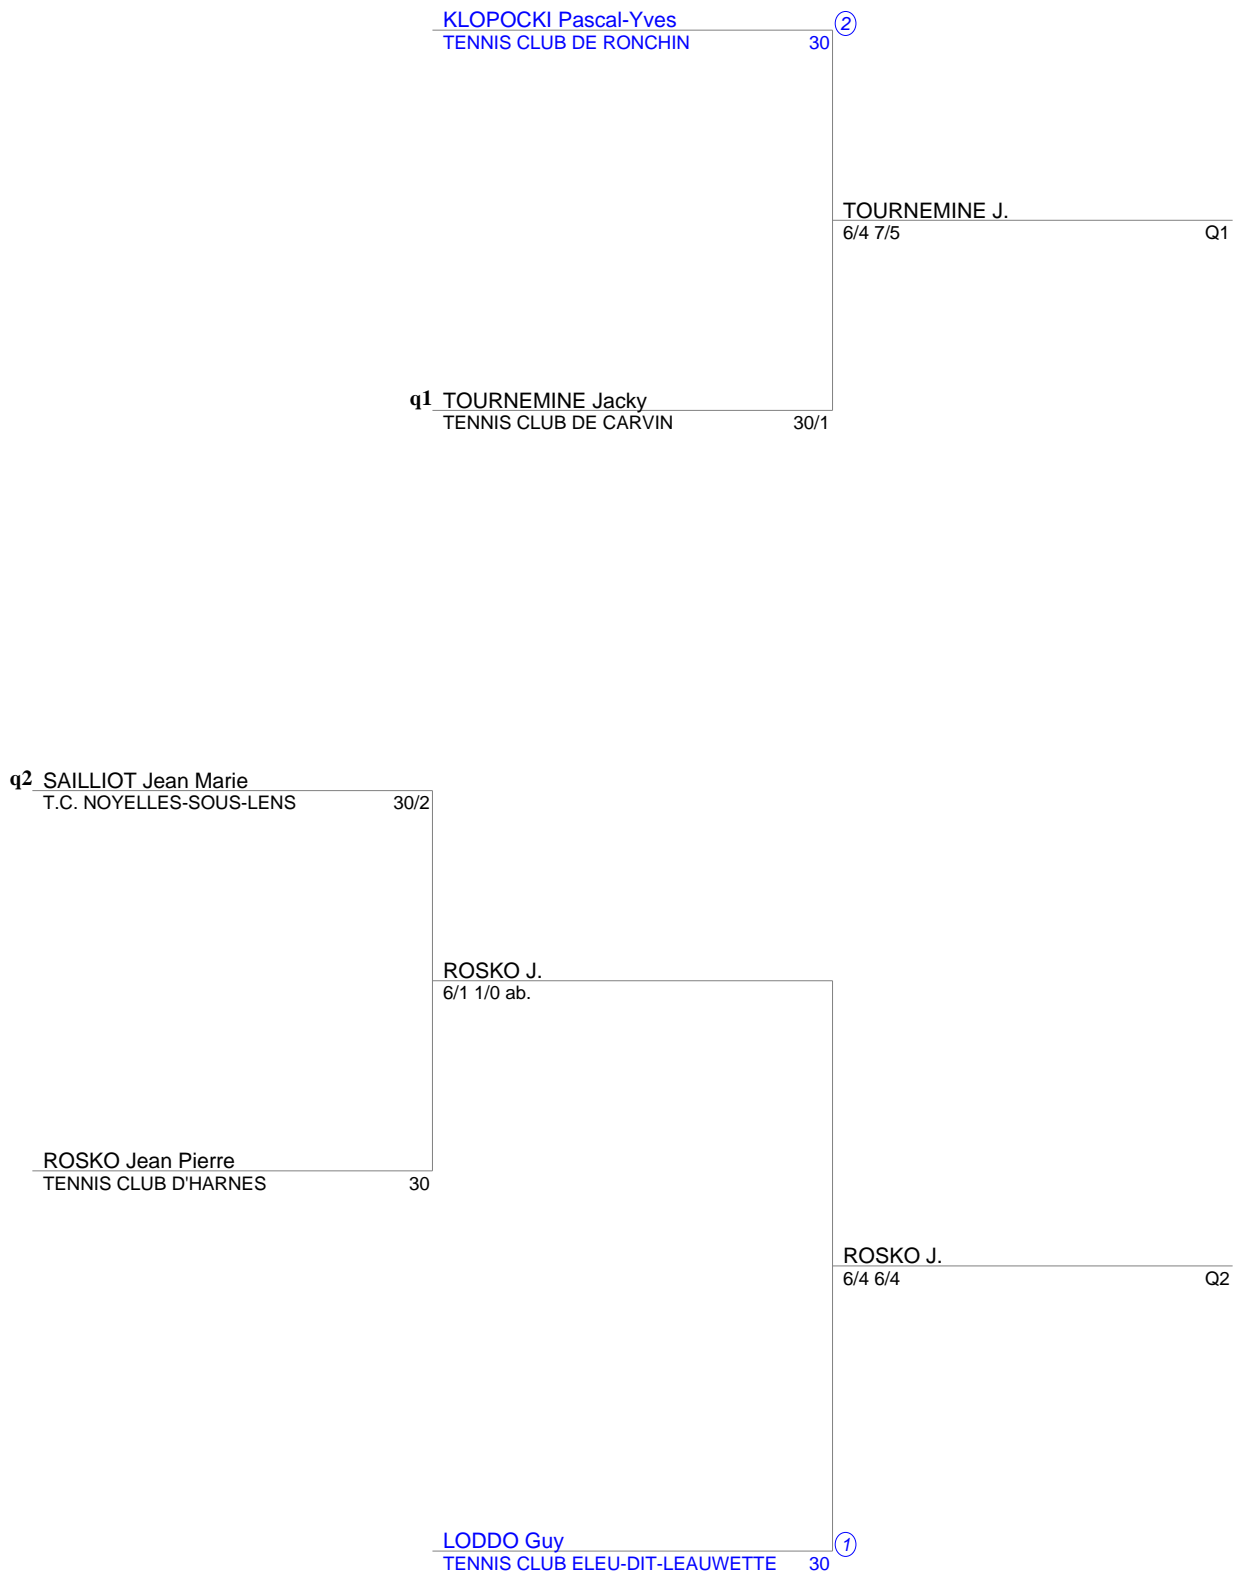 KLOPOCKI Pascal-Yves 2
TENNIS CLUB DE RONCHIN 30
TOURNEMINE J.
6/4 7/5 Q1
q1 TOURNEMINE Jacky
TENNIS CLUB DE CARVIN 30/1
q2 SAILLIOT Jean Marie
T.C. NOYELLES-SOUS-LENS 30/2
ROSKO J.
6/1 1/0 ab.
ROSKO Jean Pierre
TENNIS CLUB D'HARNES 30
ROSKO J.
6/4 6/4 Q2
LODDO Guy 1
TENNIS CLUB ELEU-DIT-LEAUWETTE 30